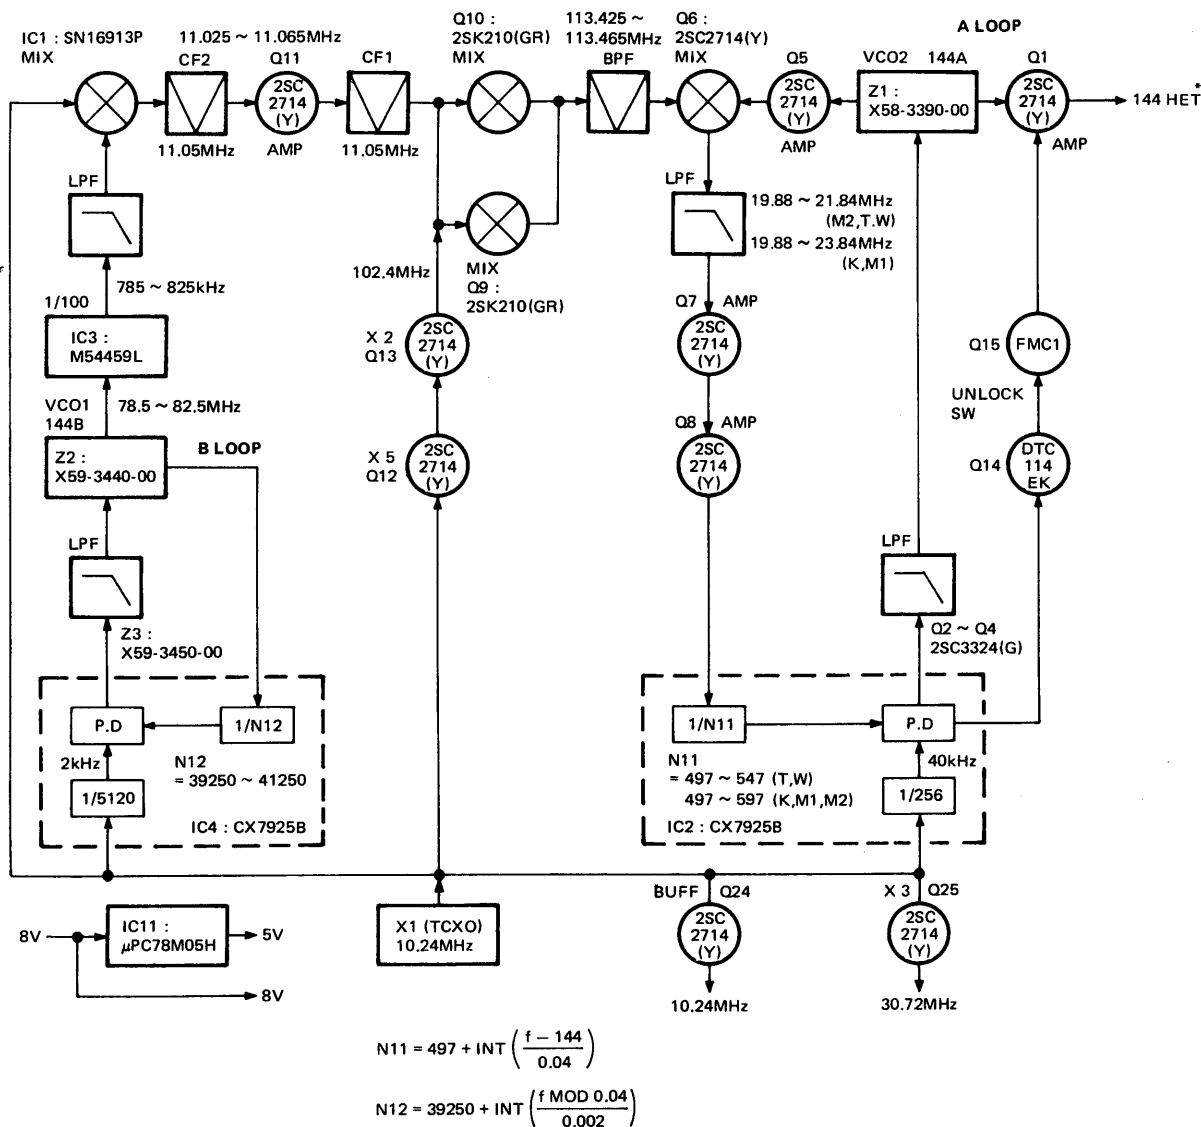 IC1 : SN16913P
MIX
11.025 ~ 11.065MHz
CF2
Q11
2SC
2714
(Y)
AMP
11.05MHz
CF1
11.05MHz
Q10 :
2SK210(GR)
MIX
113.425 ~
113.465MHz
BPF
Q6 :
2SC2714(Y)
MIX
Q5
2SC
2714
(Y)
AMP
A LOOP
VCO2 144A
Z1 :
X58-3390-00
Q1
2SC
2714
(Y)
AMP
144 HET*
LPF
785 ~ 825kHz
1/100
IC3 :
M54459L
VCO1
144B
78.5 ~ 82.5MHz
Z2 :
X59-3440-00
B LOOP
LPF
Z3 :
X59-3450-00
P.D
1/N12
2kHz
N12
= 39250 ~ 41250
1/5120
IC4 : CX7925B
MIX
Q9 :
2SK210(GR)
102.4MHz
X 2
Q13
2SC
2714
(Y)
X 5
Q12
2SC
2714
(Y)
LPF
19.88 ~ 21.84MHz
(M2,T.W)
19.88 ~ 23.84MHz
(K,M1)
Q7 AMP
2SC
2714
(Y)
Q8 AMP
2SC
2714
(Y)
Q15
FMC1
UNLOCK
SW
Q14
DTC
114
EK
LPF
Q2 ~ Q4
2SC3324(G)
1/N11
P.D
N11
= 497 ~ 547 (T,W)
497 ~ 597 (K,M1,M2)
40kHz
1/256
IC2 : CX7925B
8V
IC11 :
μPC78M05H
5V
8V
X1 (TCXO)
10.24MHz
BUFF Q24
2SC
2714
(Y)
10.24MHz
X 3 Q25
2SC
2714
(Y)
30.72MHz
N11 = 497 + INT ( f − 144 / 0.04 )
N12 = 39250 + INT ( f MOD 0.04 / 0.002 )